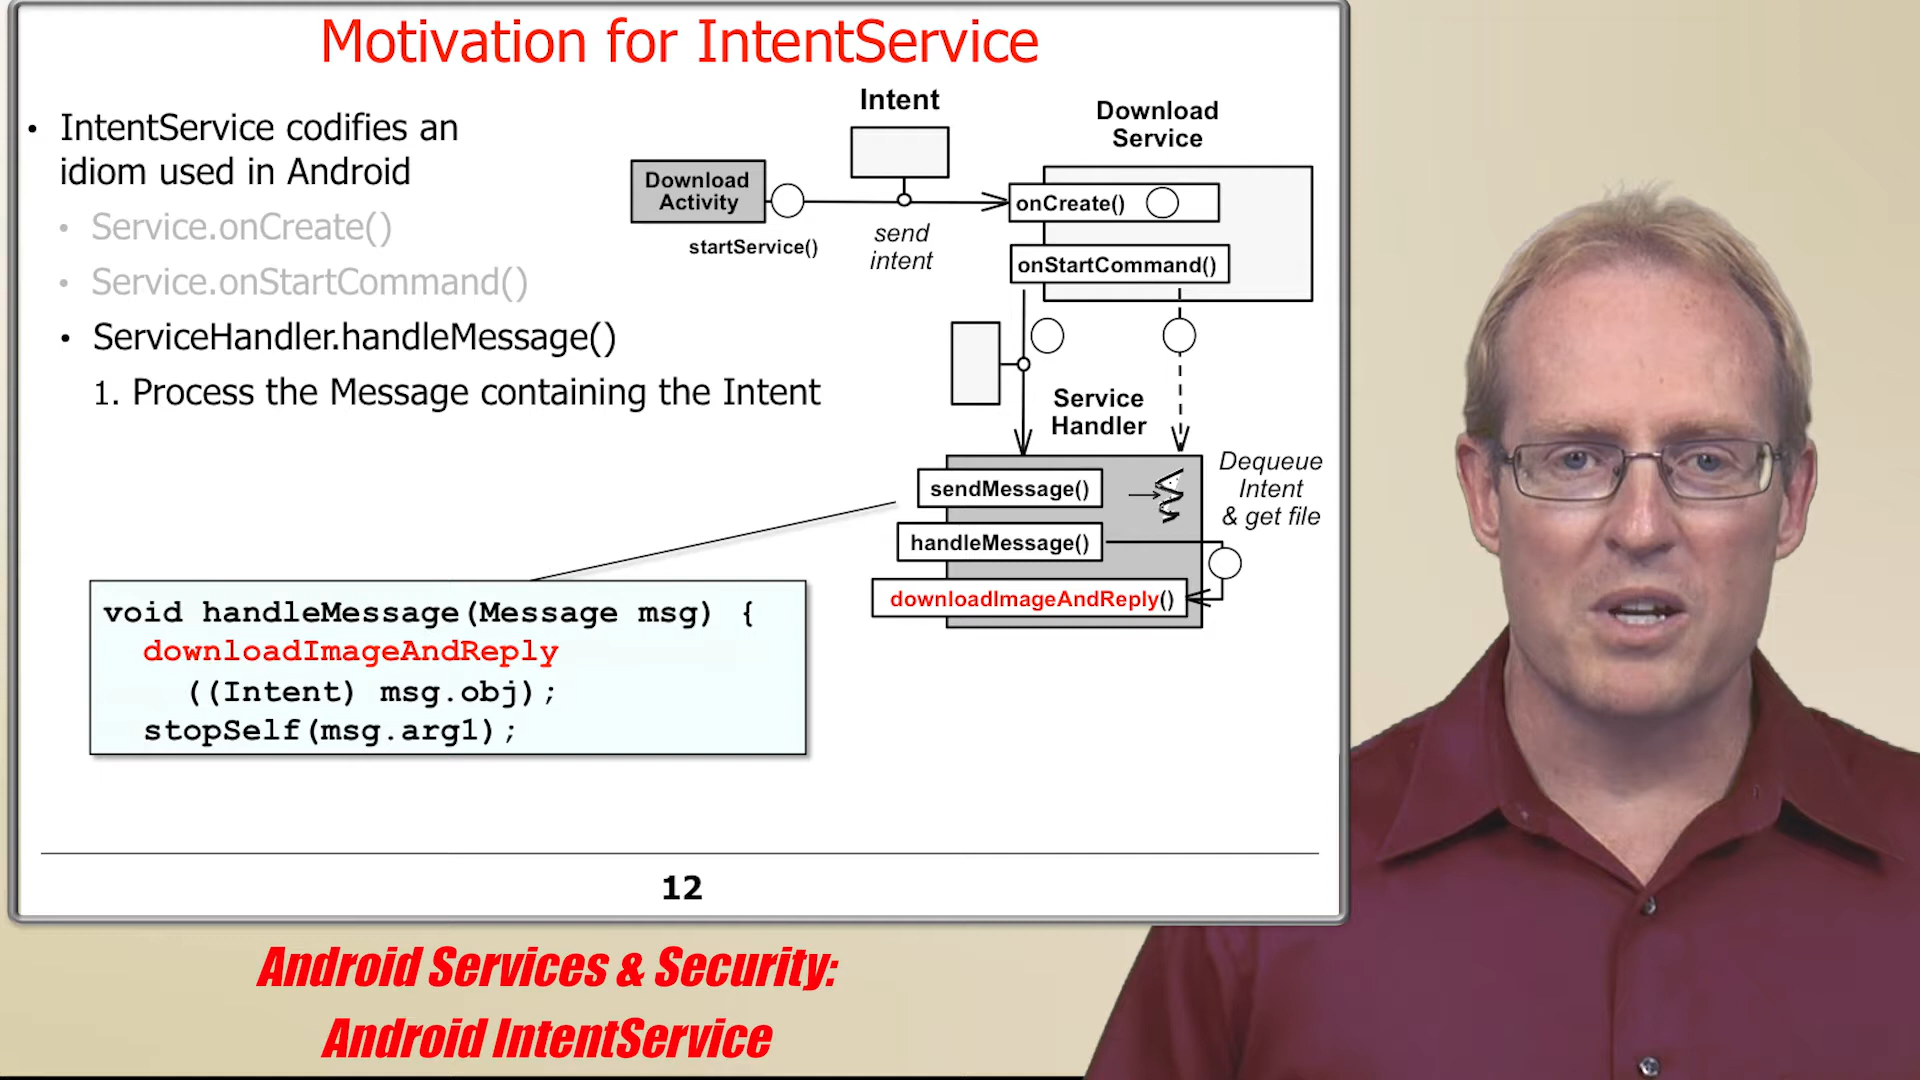 Motivation for IntentService
• IntentService codifies an
idiom used in Android
• Service.onCreate()
• Service.onStartCommand()
• ServiceHandler.handleMessage()
1. Process the Message containing the Intent
Intent
Download
Service
Download
Activity
startService()
send
intent
onCreate()
onStartCommand()
Service
Handler
sendMessage()
handleMessage()
downloadImageAndReply()
Dequeue
Intent
& get file
void handleMessage(Message msg) {
downloadImageAndReply
((Intent) msg.obj);
stopSelf(msg.arg1);
12
Android Services & Security:
Android IntentService